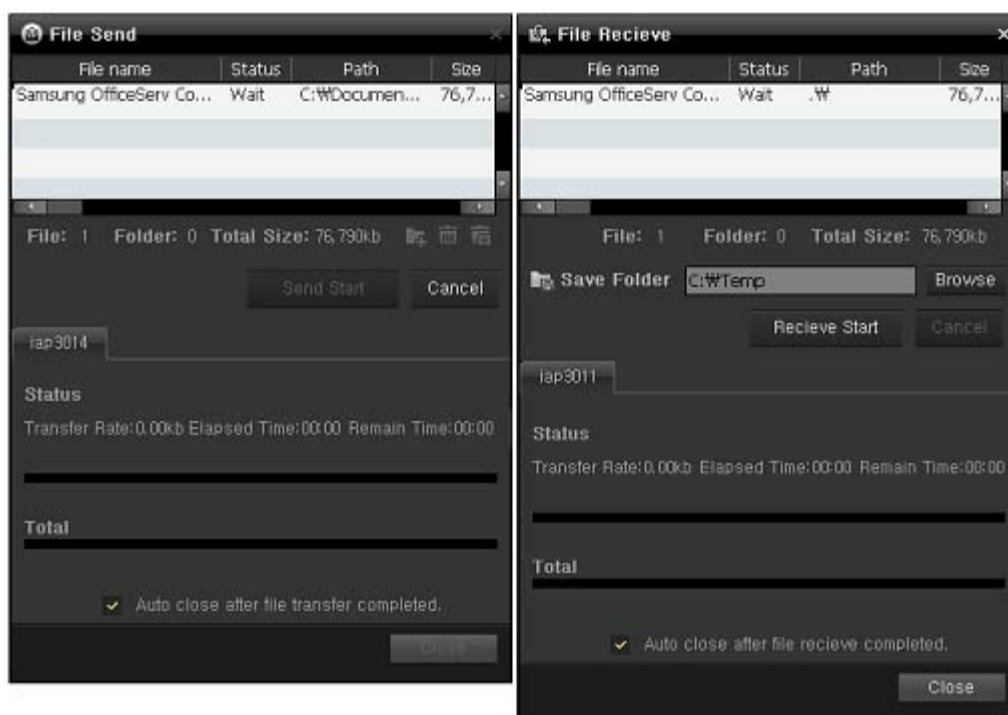 File Send
File name Status Path Size
Samsung OfficeServ Co... Wait C:₩Documen... 76,7...
File: 1 Folder: 0 Total Size: 76,790kb
Send Start Cancel
iap3014
Status
Transfer Rate:0.00kb Elapsed Time:00:00 Remain Time:00:00
Total
Auto close after file transfer completed.
Close
File Recieve
File name Status Path Size
Samsung OfficeServ Co... Wait .₩ 76,7...
File: 1 Folder: 0 Total Size: 76,790kb
Save Folder C:₩Temp Browse
Recieve Start Cancel
iap3011
Status
Transfer Rate:0.00kb Elapsed Time:00:00 Remain Time:00:00
Total
Auto close after file recieve completed.
Close